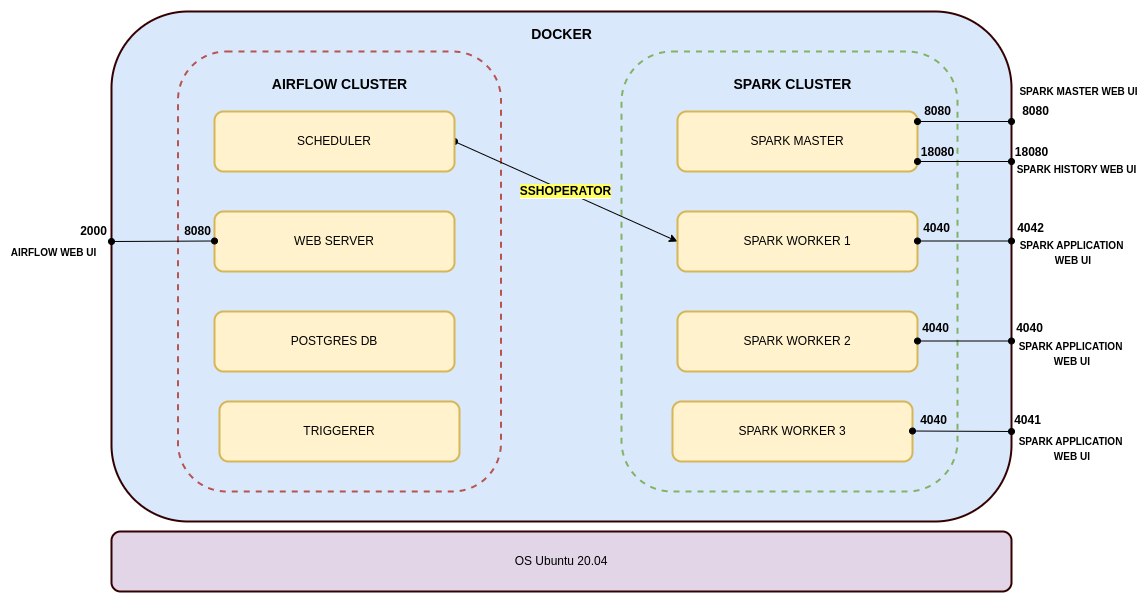 DOCKER
AIRFLOW CLUSTER
SPARK CLUSTER
SPARK MASTER WEB UI
8080
8080
SCHEDULER
SPARK MASTER
18080
18080
SPARK HISTORY WEB UI
SSHOPERATOR
2000
8080
AIRFLOW WEB UI
WEB SERVER
SPARK WORKER 1
4040
4042
SPARK APPLICATION
WEB UI
POSTGRES DB
SPARK WORKER 2
4040
4040
SPARK APPLICATION
WEB UI
TRIGGERER
SPARK WORKER 3
4040
4041
SPARK APPLICATION
WEB UI
OS Ubuntu 20.04